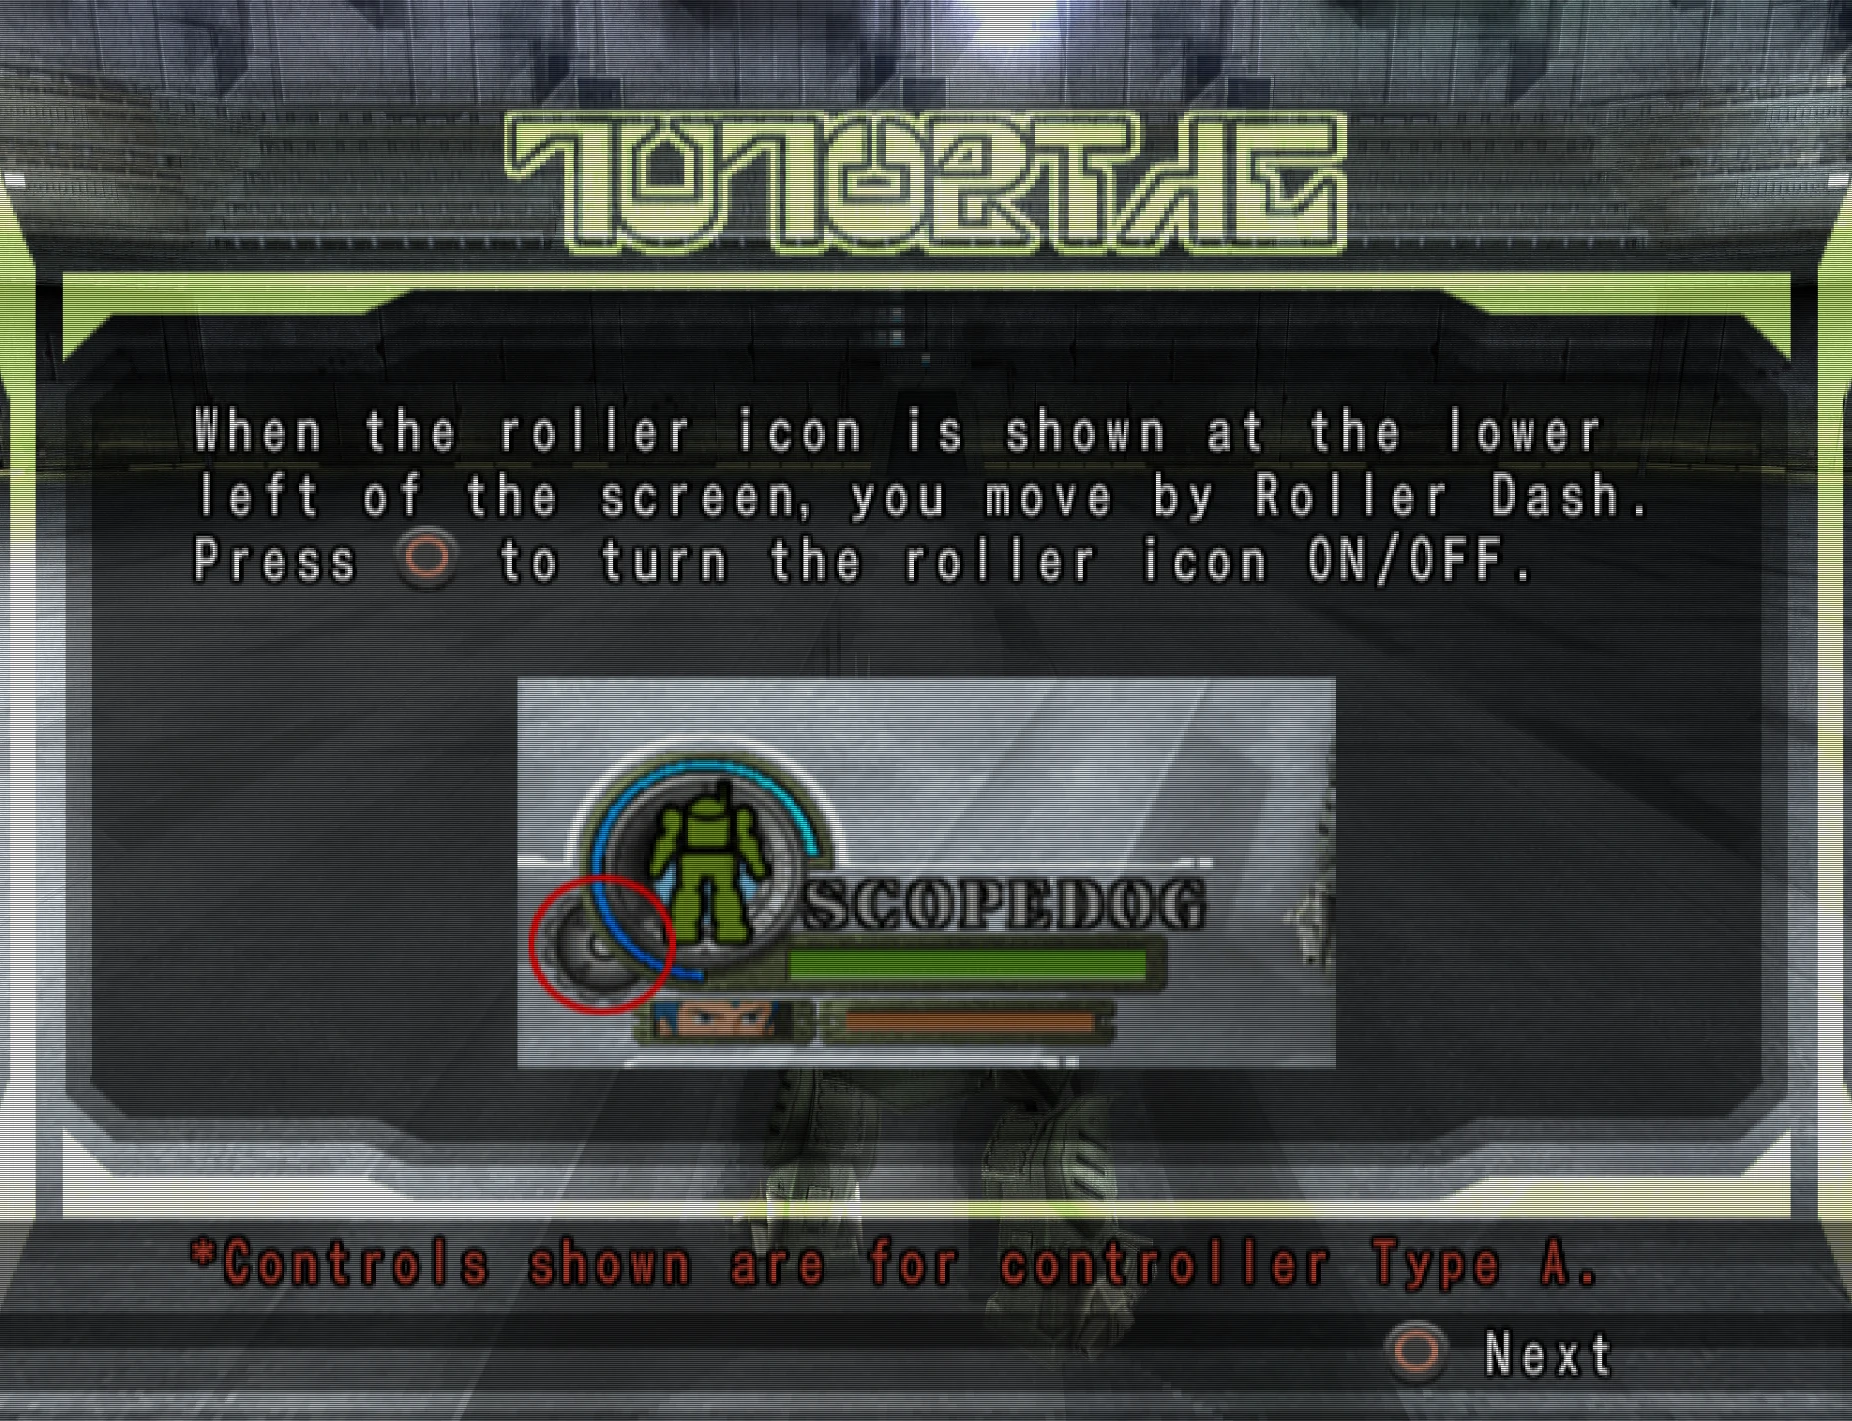 TUTORIAL
When the roller icon is shown at the lower
left of the screen, you move by Roller Dash.
Press to turn the roller icon ON/OFF.
SCOPEDOG
*Controls shown are for controller Type A.
Next